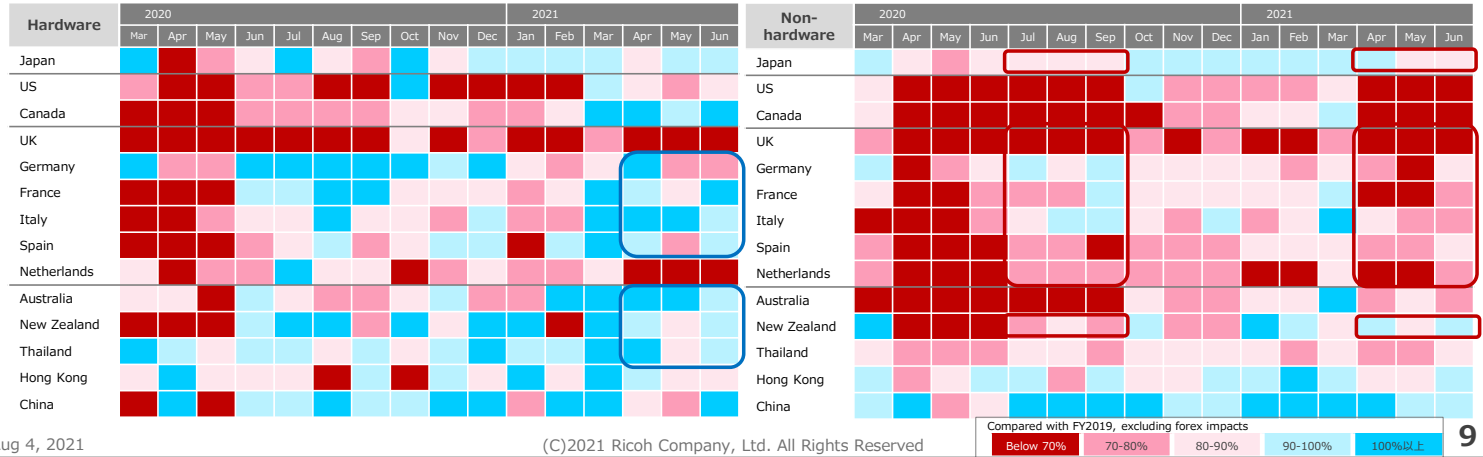 Hardware
2020 2021
Mar Apr May Jun Jul Aug Sep Oct Nov Dec Jan Feb Mar Apr May Jun
Japan
US
Canada
UK
Germany
France
Italy
Spain
Netherlands
Australia
New Zealand
Thailand
Hong Kong
China
Non-
hardware
2020 2021
Mar Apr May Jun Jul Aug Sep Oct Nov Dec Jan Feb Mar Apr May Jun
Japan
US
Canada
UK
Germany
France
Italy
Spain
Netherlands
Australia
New Zealand
Thailand
Hong Kong
China
Compared with FY2019, excluding forex impacts
Below 70% 70-80% 80-90% 90-100% 100%以上
ug 4, 2021
(C)2021 Ricoh Company, Ltd. All Rights Reserved
9